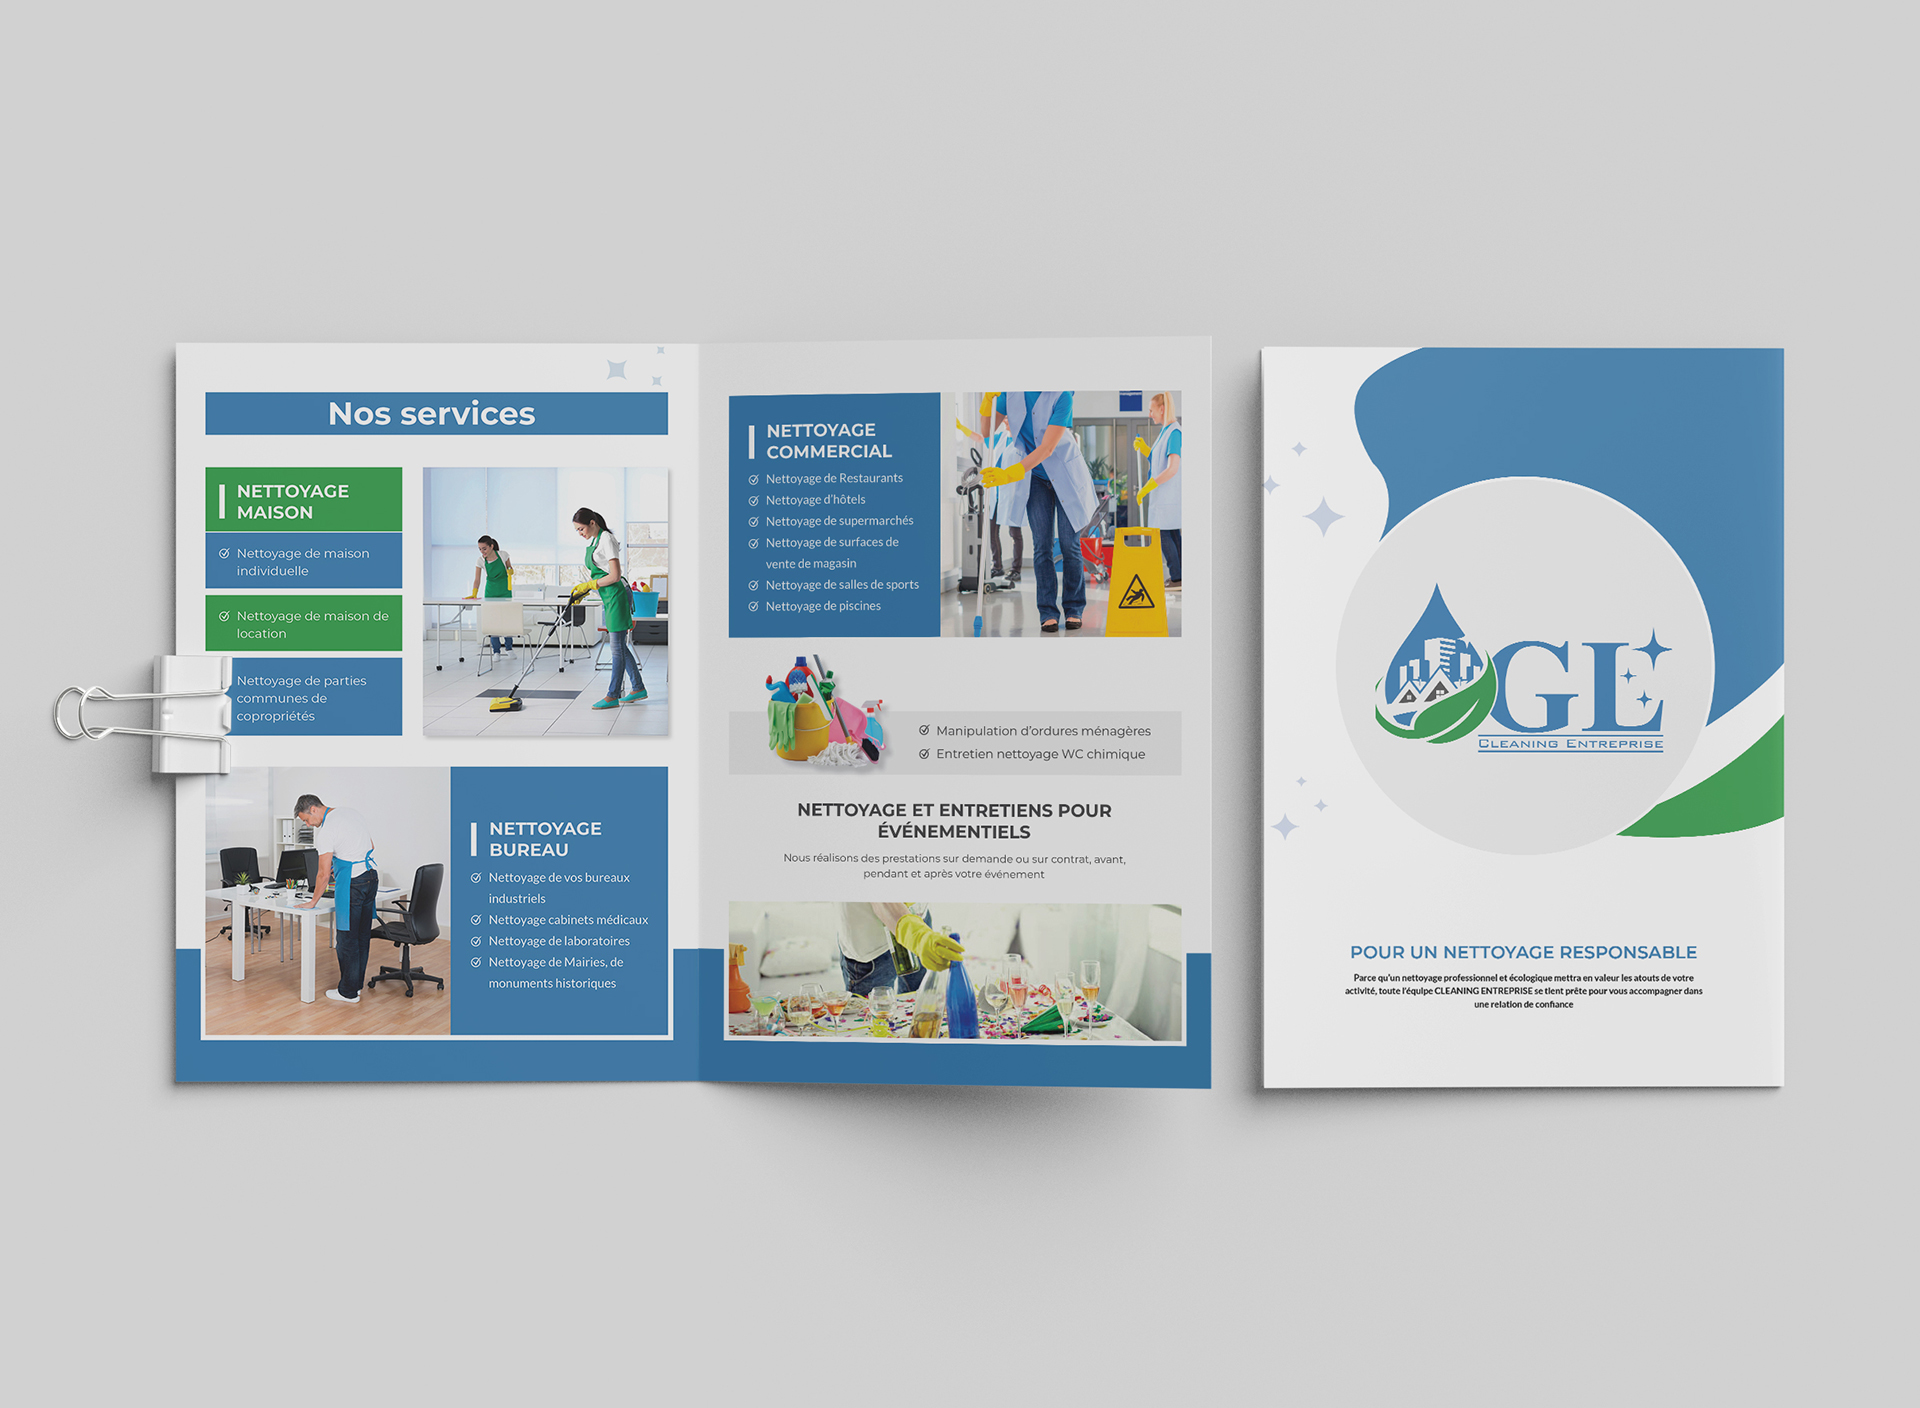 Nos services
NETTOYAGE
MAISON
Nettoyage de maison
individuelle
Nettoyage de maison de
location
Nettoyage de parties
communes de
copropriétés
NETTOYAGE
BUREAU
Nettoyage de vos bureaux
industriels
Nettoyage cabinets médicaux
Nettoyage de laboratoires
Nettoyage de Mairies, de
monuments historiques
NETTOYAGE
COMMERCIAL
Nettoyage de Restaurants
Nettoyage d'hôtels
Nettoyage de supermarchés
Nettoyage de surfaces de
vente de magasin
Nettoyage de salles de sports
Nettoyage de piscines
Manipulation d'ordures ménagères
Entretien nettoyage WC chimique
NETTOYAGE ET ENTRETIENS POUR
ÉVÉNEMENTIELS
Nous réalisons des prestations sur demande ou sur contrat, avant,
pendant et après votre événement
GL
CLEANING ENTREPRISE
POUR UN NETTOYAGE RESPONSABLE
Parce qu'un nettoyage professionnel et écologique mettra en valeur les atouts de votre
activité, toute l'équipe CLEANING ENTREPRISE se tient prête pour vous accompagner dans
une relation de confiance